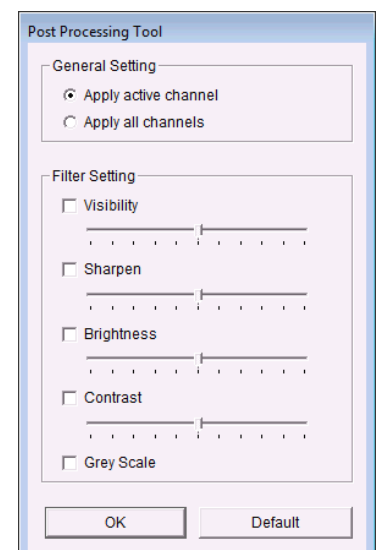 Post Processing Tool
General Setting
Apply active channel
Apply all channels
Filter Setting
Visibility
Sharpen
Brightness
Contrast
Grey Scale
OK Default